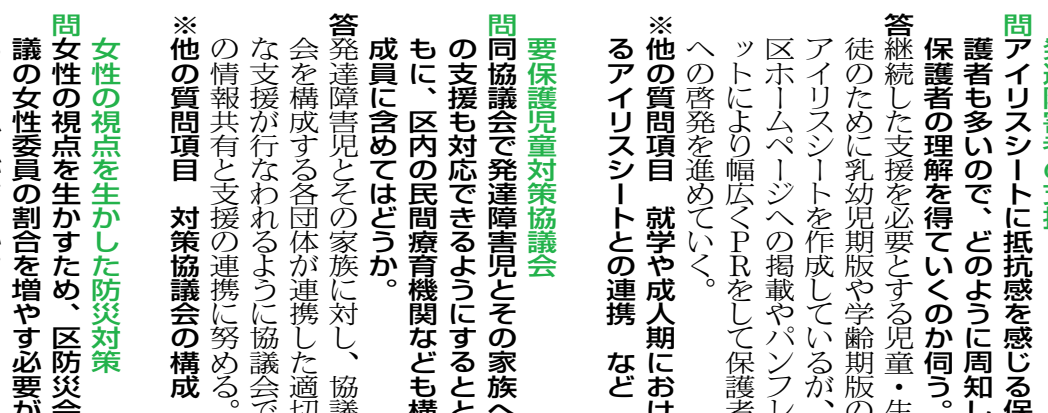 問 アイリスシートに抵抗感を感じる保
護者も多いので、どのように周知し
保護者の理解を得ていくのか伺う。
答 継続した支援を必要とする児童・生
徒のために乳幼児期版や学齢期版の
アイリスシートを作成しているが、
区ホームページへの掲載やパンフレ
ットにより幅広くPRをして保護者
への啓発を進めていく。
※他の質問項目 就学や成人期におけ
るアイリスシートとの連携 など
要保護児童対策協議会
問 同協議会で発達障害児とその家族へ
の支援も対応できるようにすると
もに、区内の民間療育機関なども構
成員に含めてはどうか。
答 発達障害児とその家族に対し、協議
会を構成する各団体が連携した適切
な支援が行なわれるように協議会で
の情報共有と支援の連携に努める。
※他の質問項目 対策協議会の構成
女性の視点を生かした防災対策
問 女性の視点を生かすため、区防災会
議の女性委員の割合を増やす必要が